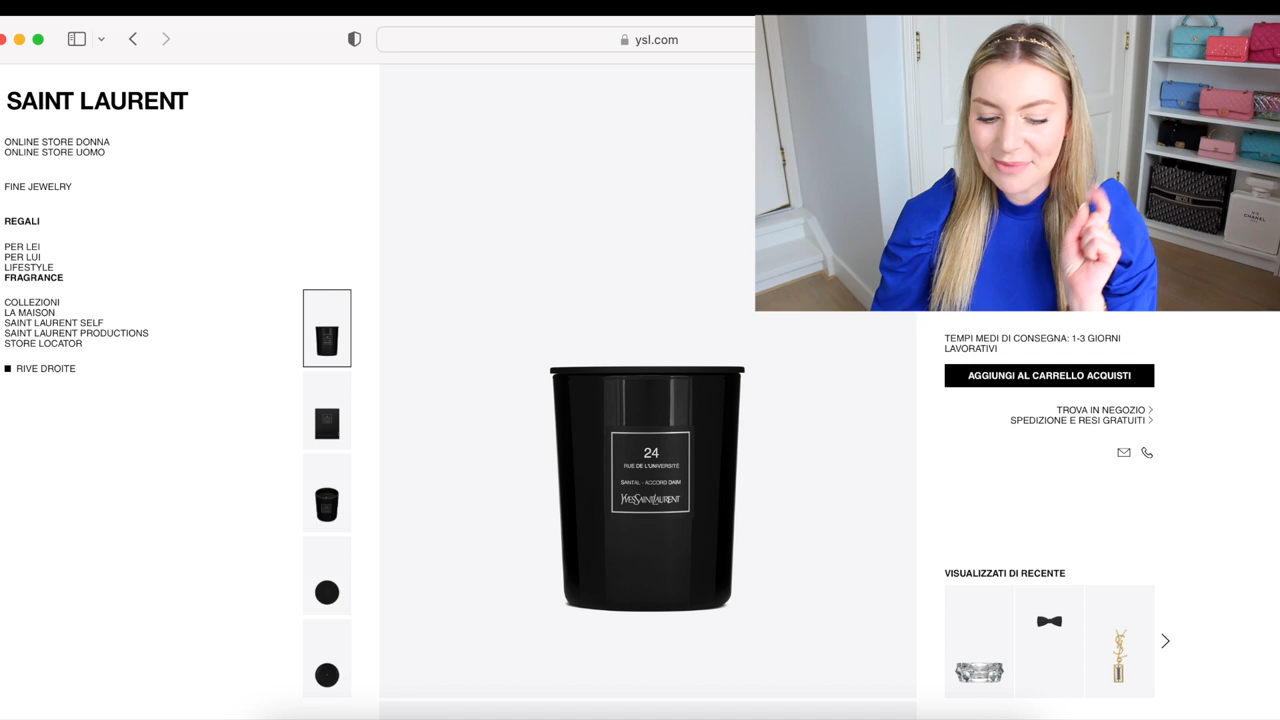 ysl.com
SAINT LAURENT
ONLINE STORE DONNA
ONLINE STORE UOMO
FINE JEWELRY
REGALI
PER LEI
PER LUI
LIFESTYLE
FRAGRANCE
COLLEZIONI
LA MAISON
SAINT LAURENT SELF
SAINT LAURENT PRODUCTIONS
STORE LOCATOR
RIVE DROITE
24
RUE DE L'UNIVERSITÉ
SANTAL - ACCORD DAIM
YVESSAINTLAURENT
CHANEL
TEMPI MEDI DI CONSEGNA: 1-3 GIORNI
LAVORATIVI
AGGIUNGI AL CARRELLO ACQUISTI
TROVA IN NEGOZIO
SPEDIZIONE E RESI GRATUITI
VISUALIZZATI DI RECENTE